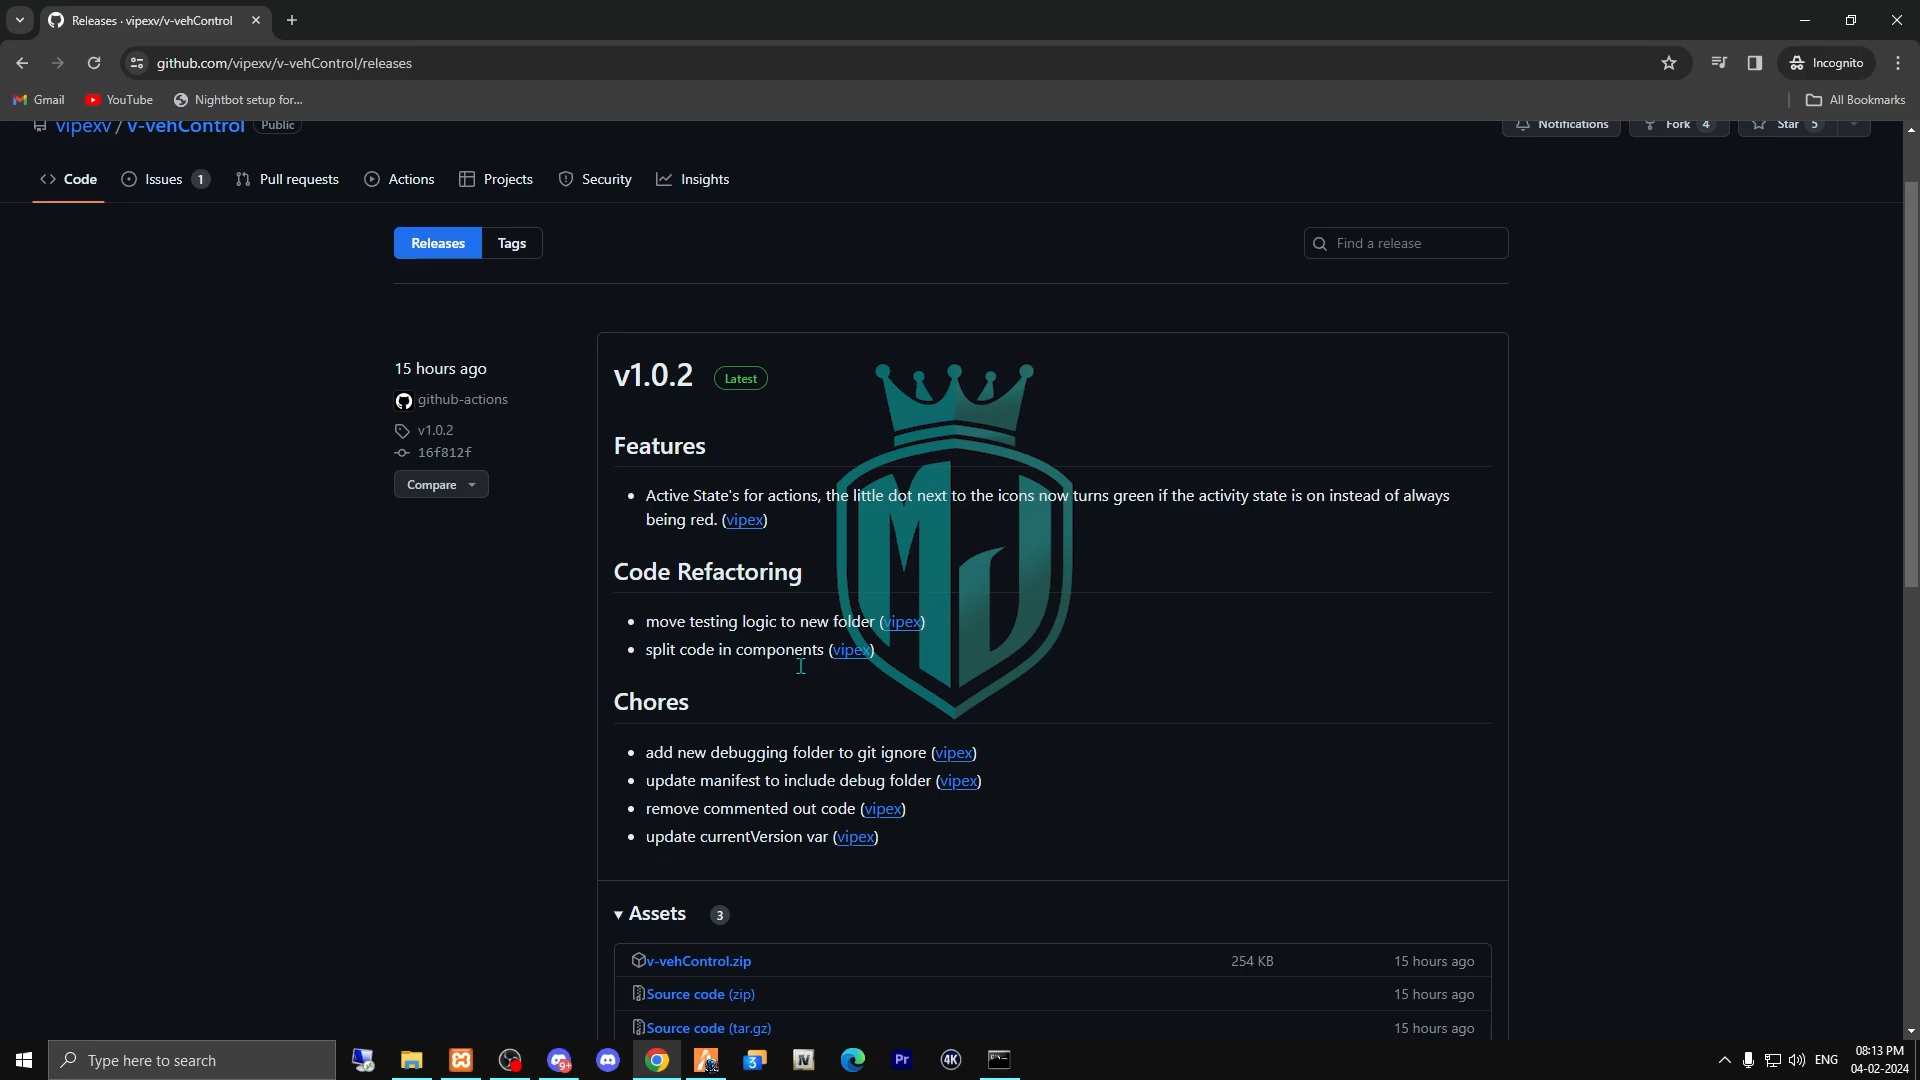 Releases · vipexv/v-vehControl
github.com/vipexv/v-vehControl/releases
Incognito
Gmail
YouTube
Nightbot setup for...
All Bookmarks
vipexv / v-vehControl Public
Notifications
Fork 4
Star 5
Code
Issues 1
Pull requests
Actions
Projects
Security
Insights
Releases
Tags
Find a release
15 hours ago
github-actions
v1.0.2
16f812f
Compare
v1.0.2 Latest
Features
Active State's for actions, the little dot next to the icons now turns green if the activity state is on instead of always
being red. (vipex)
Code Refactoring
move testing logic to new folder (vipex)
split code in components (vipex)
Chores
add new debugging folder to git ignore (vipex)
update manifest to include debug folder (vipex)
remove commented out code (vipex)
update currentVersion var (vipex)
Assets 3
v-vehControl.zip 254 KB 15 hours ago
Source code (zip) 15 hours ago
Source code (tar.gz) 15 hours ago
MJ
Type here to search
9+
3
IV
Pr
4K
ENG
08:13 PM
04-02-2024